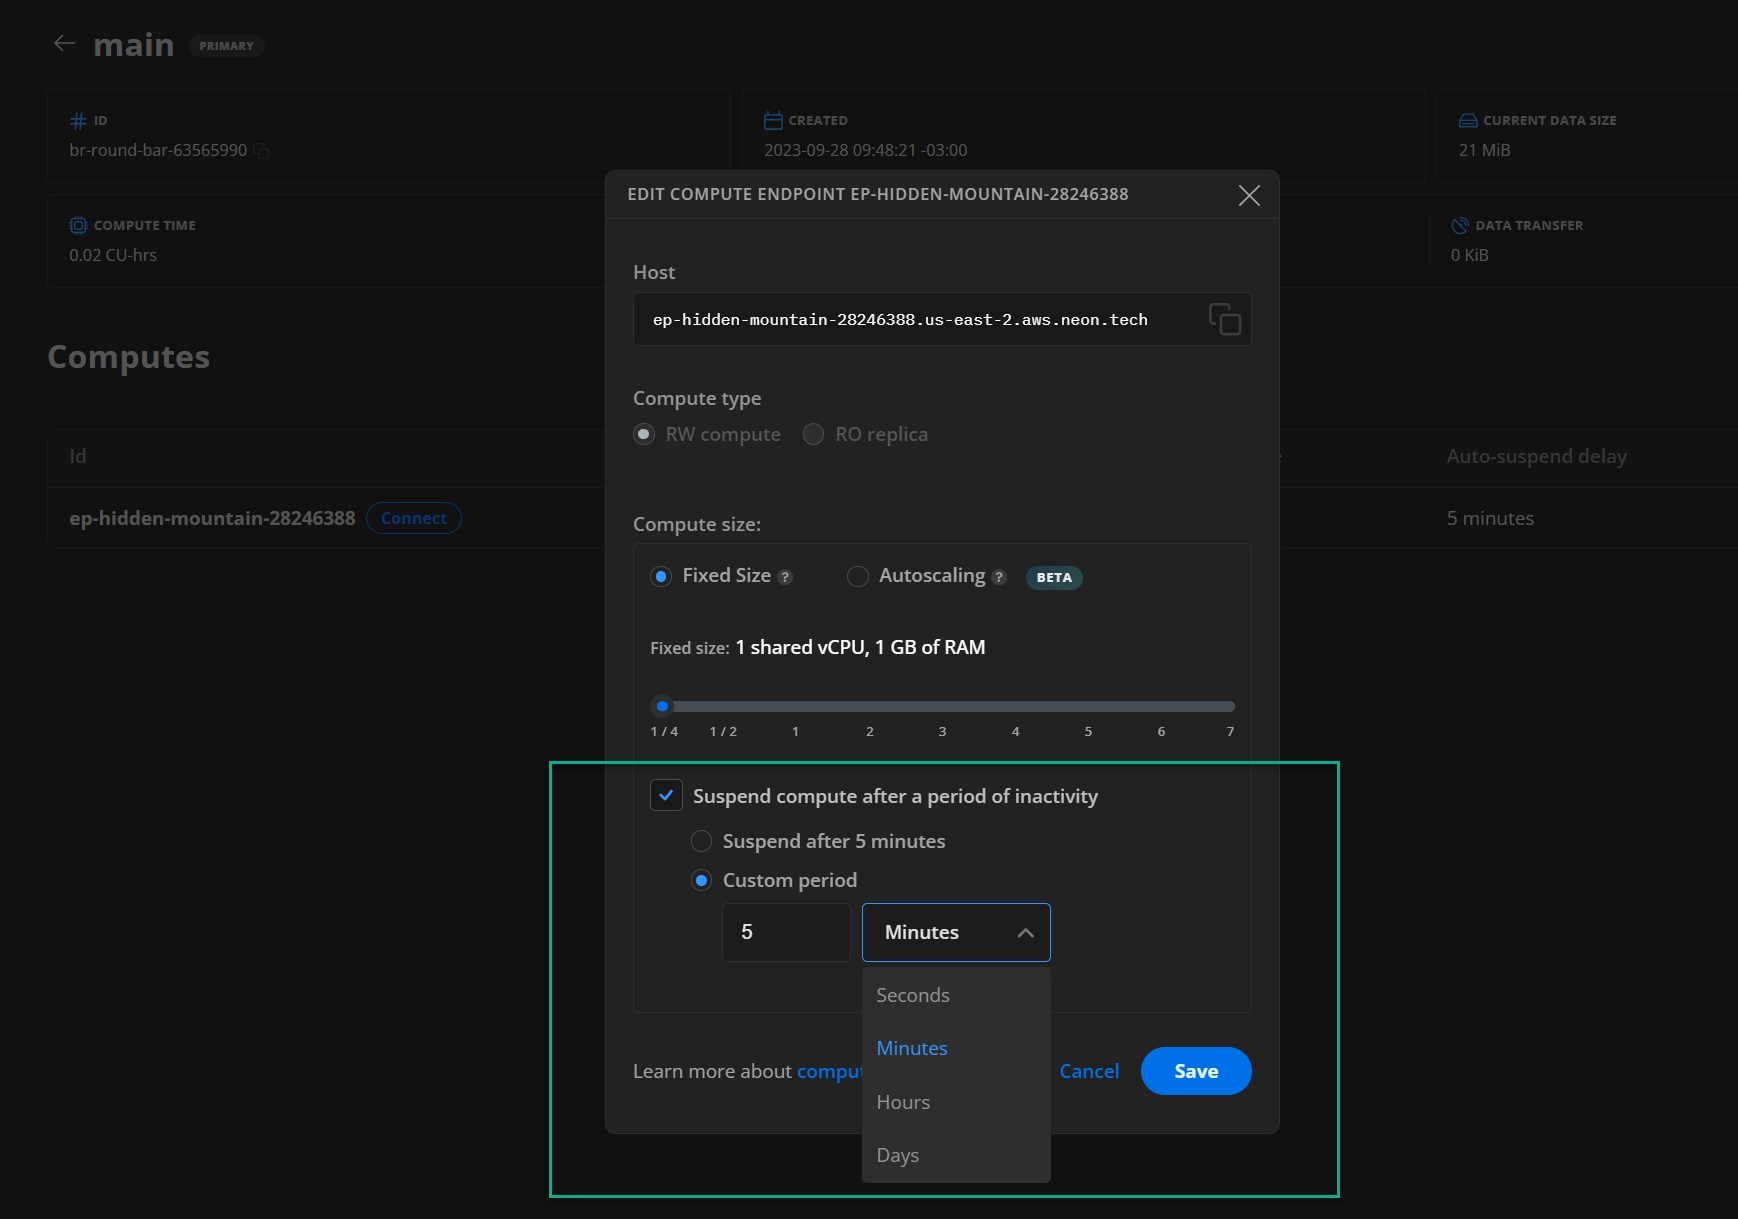 main PRIMARY
ID
br-round-bar-63565990
CREATED
2023-09-28 09:48:21 -03:00
CURRENT DATA SIZE
21 MiB
COMPUTE TIME
0.02 CU-hrs
DATA TRANSFER
0 KiB
Computes
Id
Auto-suspend delay
ep-hidden-mountain-28246388 Connect
5 minutes
EDIT COMPUTE ENDPOINT EP-HIDDEN-MOUNTAIN-28246388
Host
ep-hidden-mountain-28246388.us-east-2.aws.neon.tech
Compute type
RW compute RO replica
Compute size:
Fixed Size ? Autoscaling ? BETA
Fixed size: 1 shared vCPU, 1 GB of RAM
1 / 4 1 / 2 1 2 3 4 5 6 7
Suspend compute after a period of inactivity
Suspend after 5 minutes
Custom period
5 Minutes
Seconds
Minutes
Hours
Days
Learn more about comput
Cancel Save